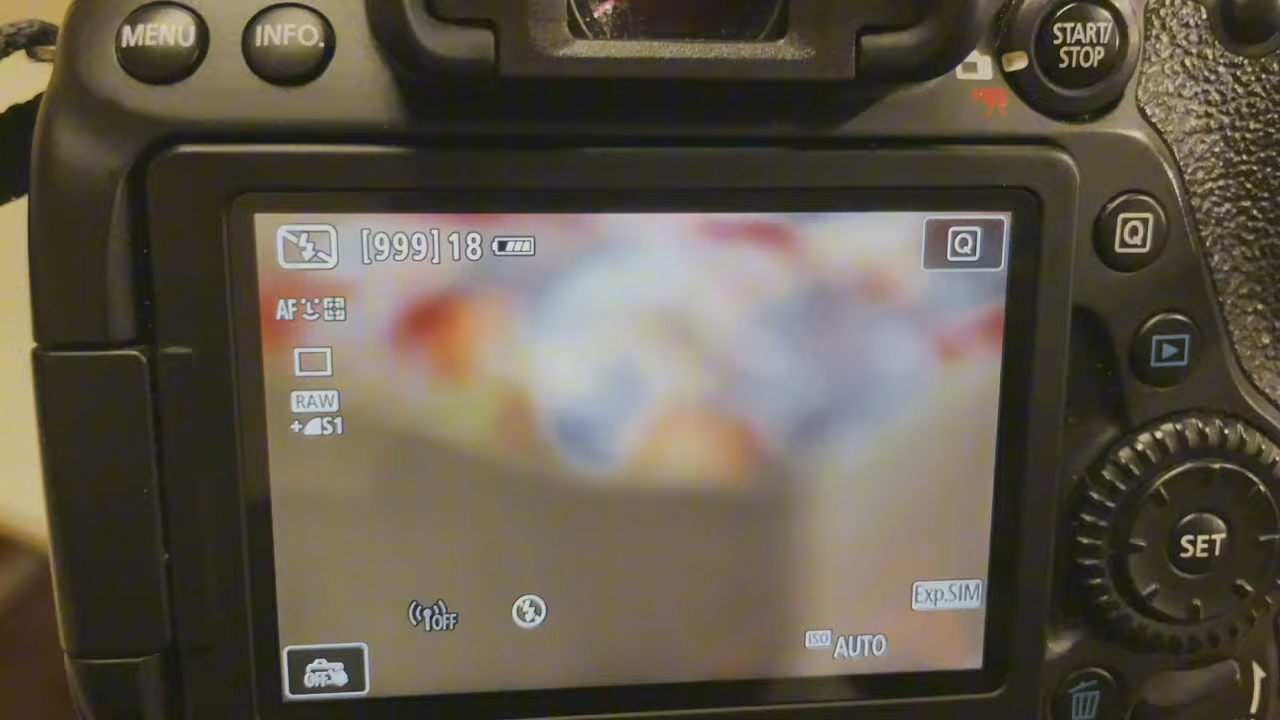 MENU
INFO.
START/
STOP
[999] 18
Q
Q
AF
RAW
+ S1
SET
Exp.SIM
OFF
ISO AUTO
OFF